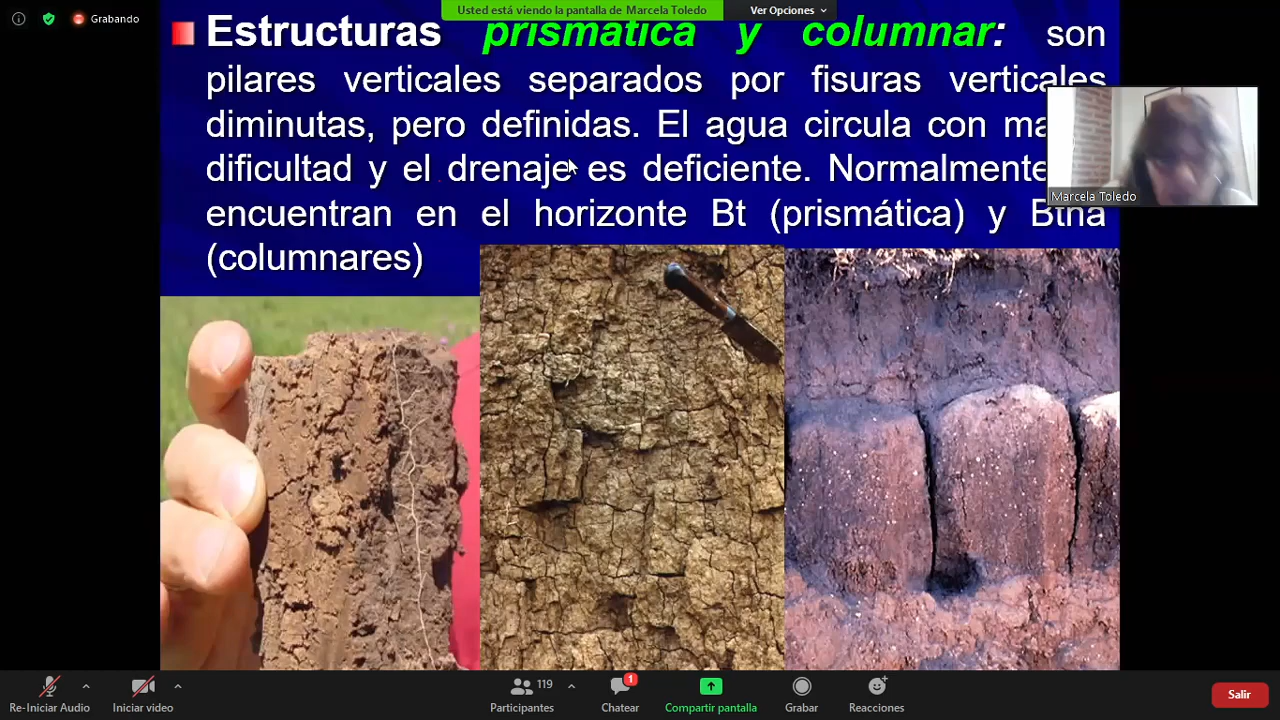 Usted está viendo la pantalla de Marcela Toledo
Ver Opciones
Grabando
Estructuras prismática y columnar: son
pilares verticales separados por fisuras verticales
diminutas, pero definidas. El agua circula con
dificultad y el drenaje es deficiente. Normalmente
encuentran en el horizonte Bt (prismática) y Btna
(columnares)
Marcela Toledo
Re-Iniciar Audio
Iniciar video
119
Participantes
1
Chatear
Compartir pantalla
Grabar
Reacciones
Salir